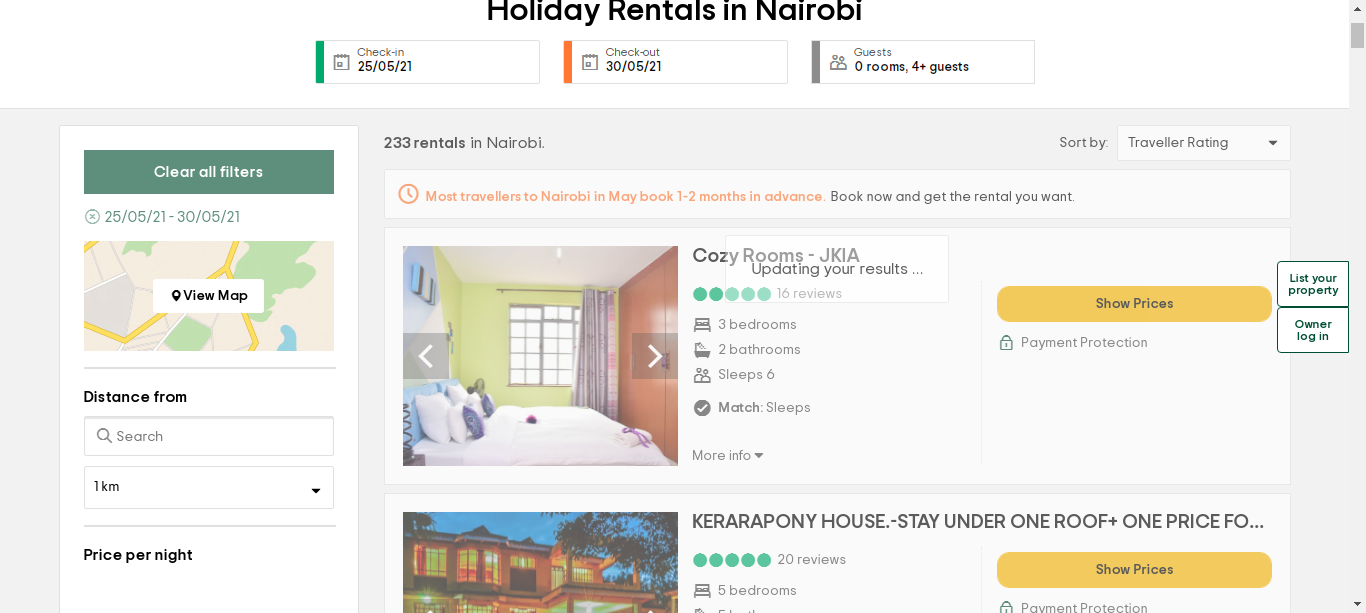 Holiday Rentals in Nairobi
Check-in
25/05/21
Check-out
30/05/21
Guests
0 rooms, 4+ guests
Clear all filters
25/05/21 - 30/05/21
View Map
Distance from
Search
1 km
Price per night
233 rentals in Nairobi.
Sort by: Traveller Rating
Most travellers to Nairobi in May book 1-2 months in advance. Book now and get the rental you want.
Updating your results ...
Cozy Rooms - JKIA
16 reviews
3 bedrooms
2 bathrooms
Sleeps 6
Match: Sleeps
More info
Show Prices
Payment Protection
List your
property
Owner
log in
KERARAPONY HOUSE.-STAY UNDER ONE ROOF+ ONE PRICE FO...
20 reviews
5 bedrooms
Show Prices
Payment Protection